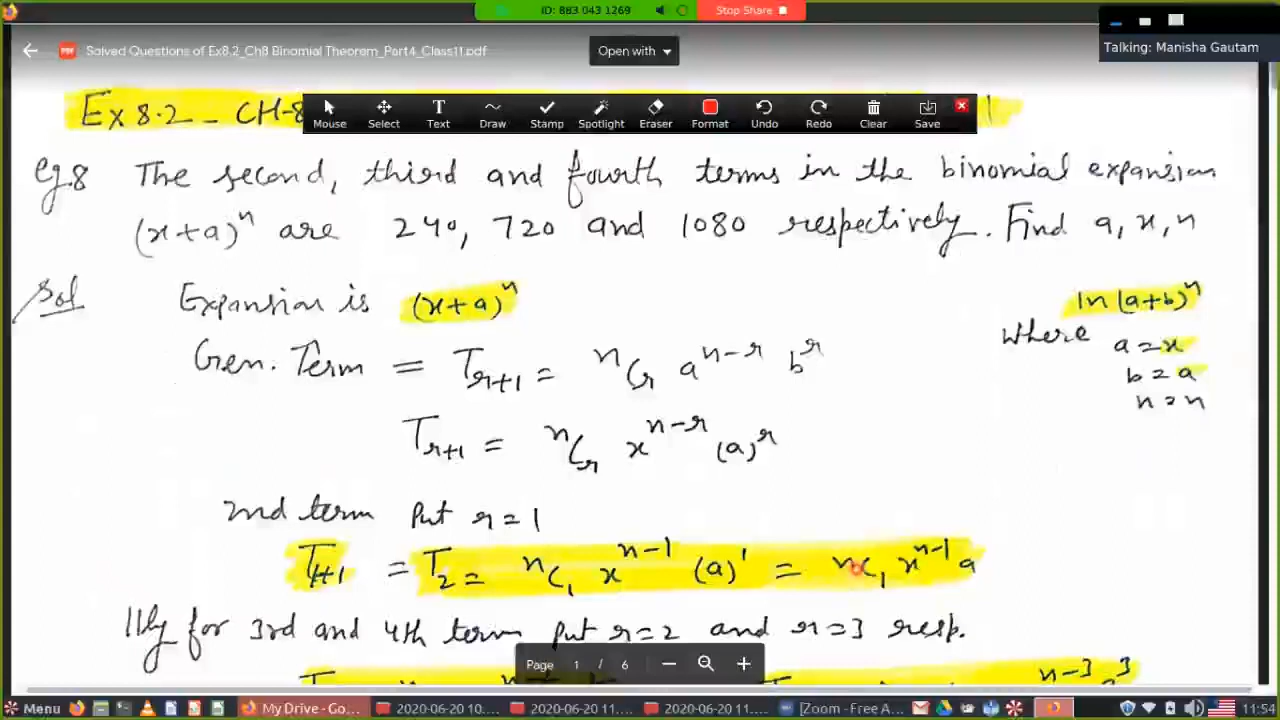 ID: 883 043 1269 Stop Share
Talking: Manisha Gautam
Solved Questions of Ex8.2_Ch8 Binomial Theorem_Part4_Class11.pdf
Open with
Mouse Select Text Draw Stamp Spotlight Eraser Format Undo Redo Clear Save
Ex 8.2 - CH-8
eg.8 The second, third and fourth terms in the binomial expansion
(x+a)^n are 240, 720 and 1080 respectively. Find a, x, n
Sol Expansion is (x+a)^n
In (a+b)^n
where a = x
b = a
n = n
Gen. Term = T_{r+1} = ^nC_r a^{n-r} b^r
T_{r+1} = ^nC_r x^{n-r} (a)^r
2nd term Put r=1
T_{1+1} = T_2 = ^nC_1 x^{n-1} (a)^1 = ^nC_1 x^{n-1} a
11ly for 3rd and 4th term put r=2 and r=3 resp.
Page 1 / 6
Menu My Drive - Go... 2020-06-20 10.... 2020-06-20 11.... 2020-06-20 11.... [Zoom - Free A... 11:54